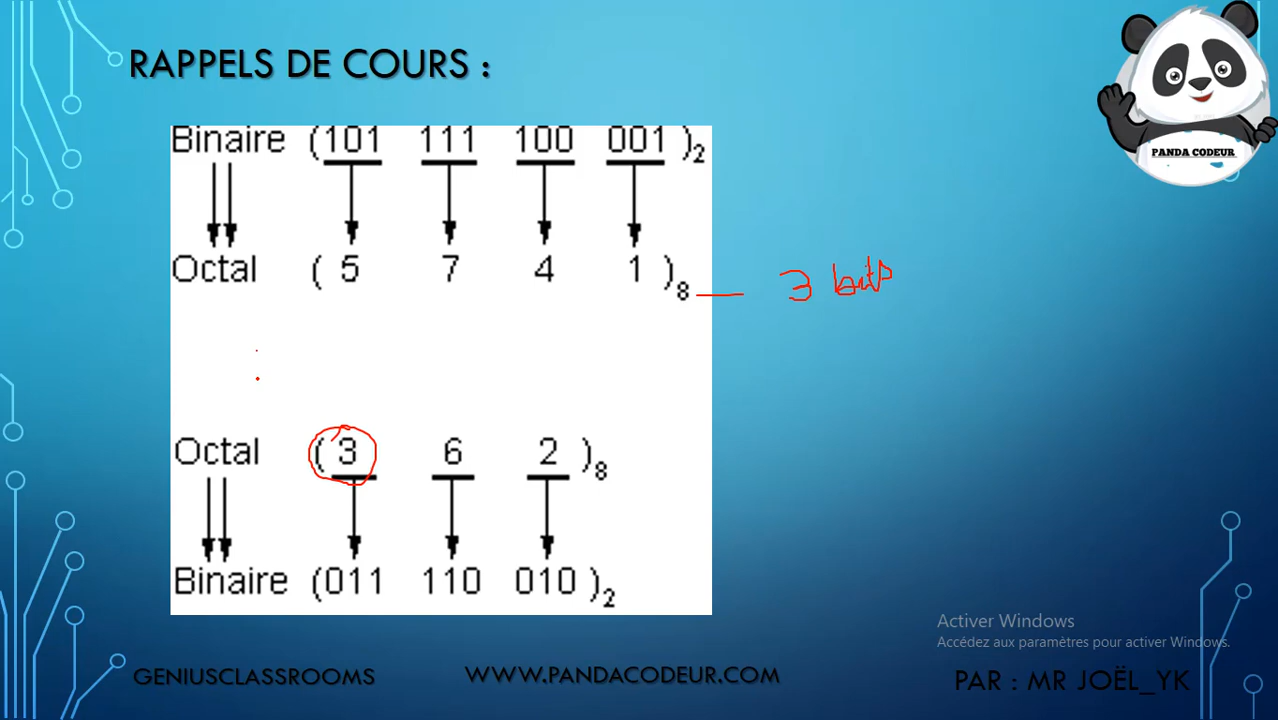 RAPPELS DE COURS :
PANDA CODEUR
Binaire (101 111 100 001)2
Octal ( 5 7 4 1 )8
3 bits
Octal ( 3 6 2 )8
Binaire (011 110 010 )2
Activer Windows
Accédez aux paramètres pour activer Windows.
GENIUSCLASSROOMS
WWW.PANDACODEUR.COM
PAR : MR JOËL_YK